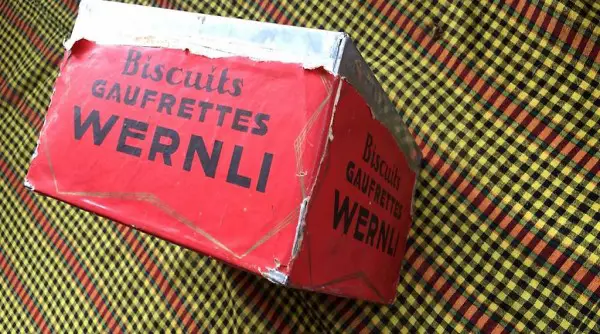 Biscuits
GAUFRETTES
WERNLI
Biscuits
GAUFRETTES
WERNLI